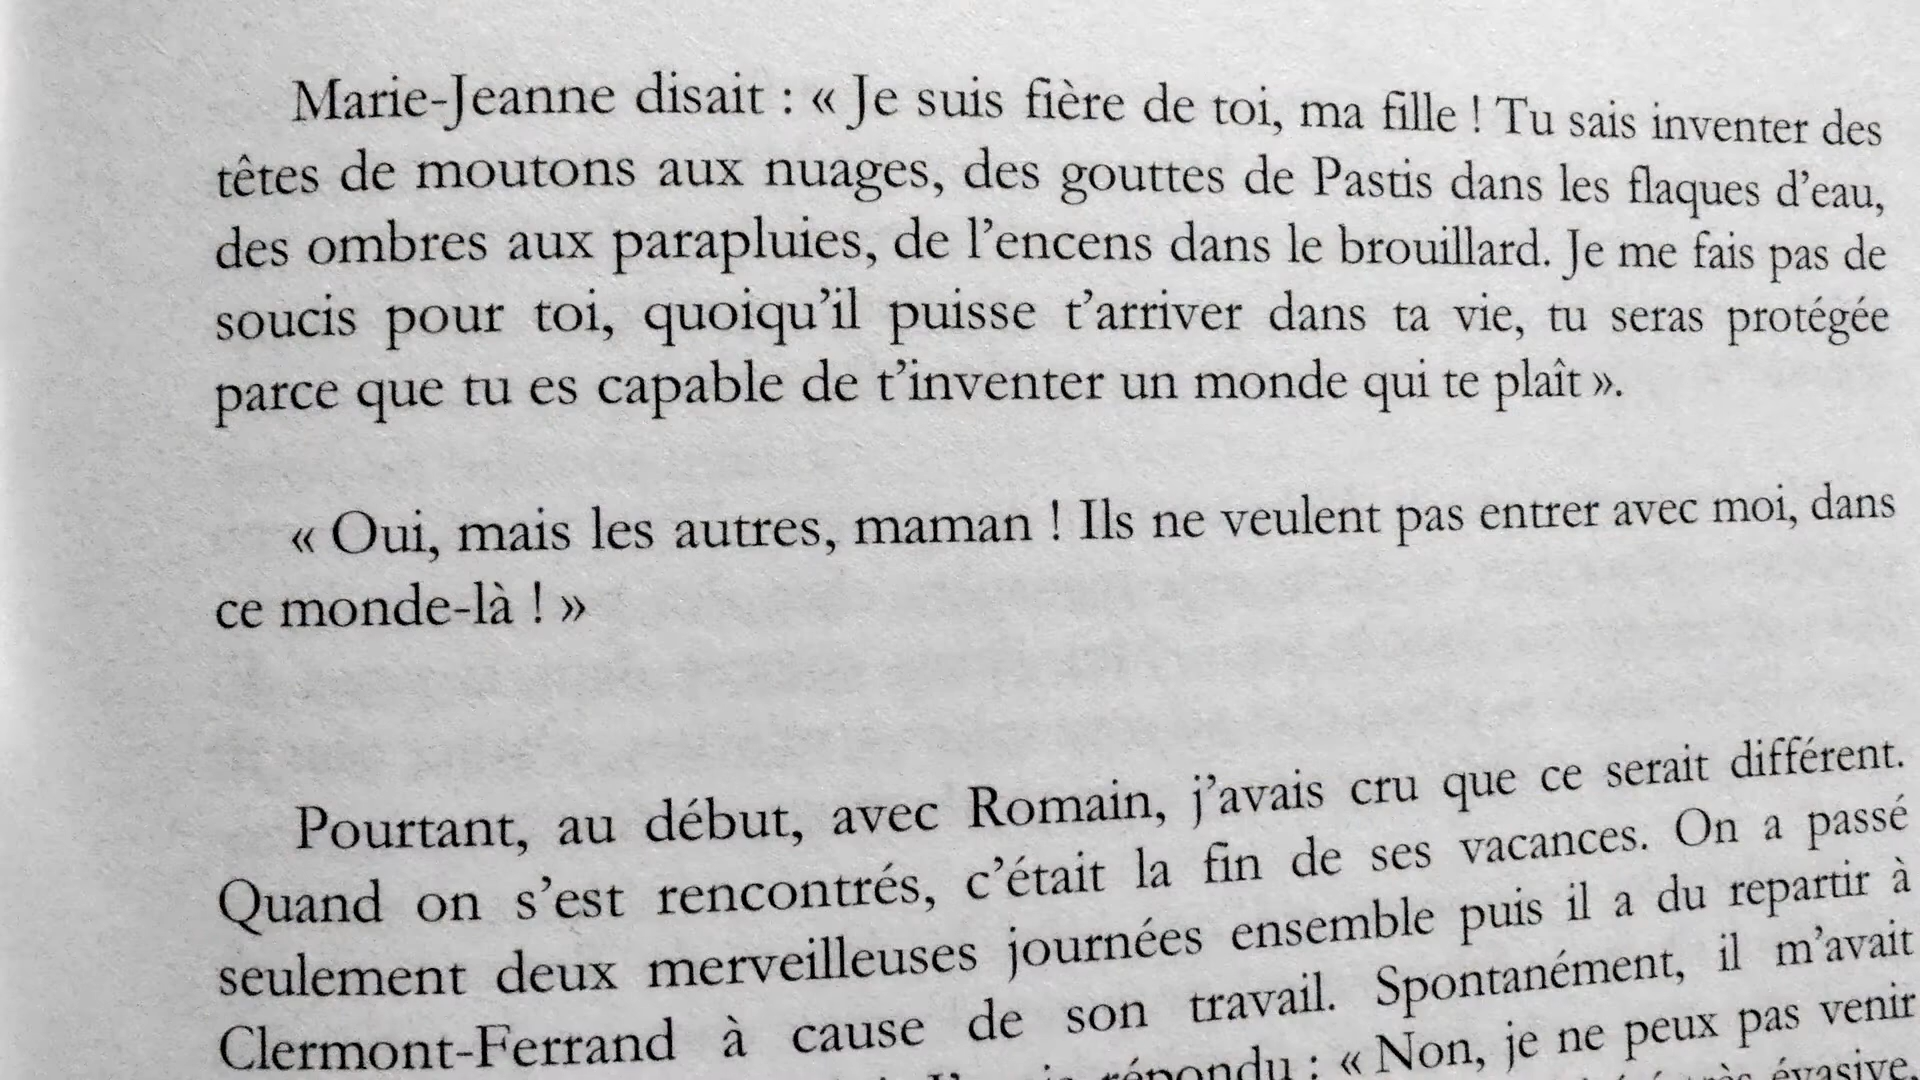 Marie-Jeanne disait : « Je suis fière de toi, ma fille ! Tu sais inventer des
têtes de moutons aux nuages, des gouttes de Pastis dans les flaques d'eau,
des ombres aux parapluies, de l'encens dans le brouillard. Je me fais pas de
soucis pour toi, quoiqu'il puisse t'arriver dans ta vie, tu seras protégée
parce que tu es capable de t'inventer un monde qui te plaît ».
« Oui, mais les autres, maman ! Ils ne veulent pas entrer avec moi, dans
ce monde-là ! »
Pourtant, au début, avec Romain, j'avais cru que ce serait différent.
Quand on s'est rencontrés, c'était la fin de ses vacances. On a passé
seulement deux merveilleuses journées ensemble puis il a du repartir à
Clermont-Ferrand à cause de son travail. Spontanément, il m'avait
répondu : « Non, je ne peux pas venir
évasive,